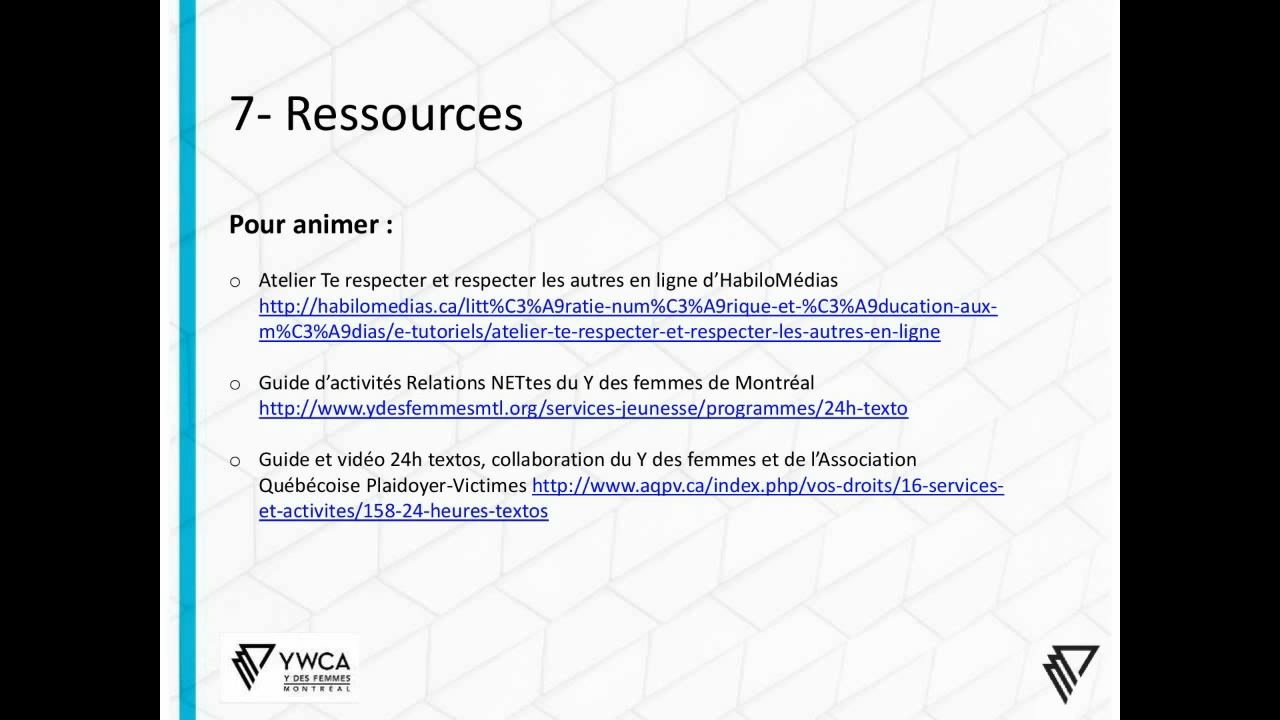 7- Ressources
Pour animer :
o Atelier Te respecter et respecter les autres en ligne d’HabiloMédias
http://habilomedias.ca/litt%C3%A9ratie-num%C3%A9rique-et-%C3%A9ducation-aux-
m%C3%A9dias/e-tutoriels/atelier-te-respecter-et-respecter-les-autres-en-ligne
o Guide d’activités Relations NETtes du Y des femmes de Montréal
http://www.ydesfemmesmtl.org/services-jeunesse/programmes/24h-texto
o Guide et vidéo 24h textos, collaboration du Y des femmes et de l’Association
Québécoise Plaidoyer-Victimes http://www.aqpv.ca/index.php/vos-droits/16-services-
et-activites/158-24-heures-textos
YWCA
Y DES FEMMES
MONTRÉAL